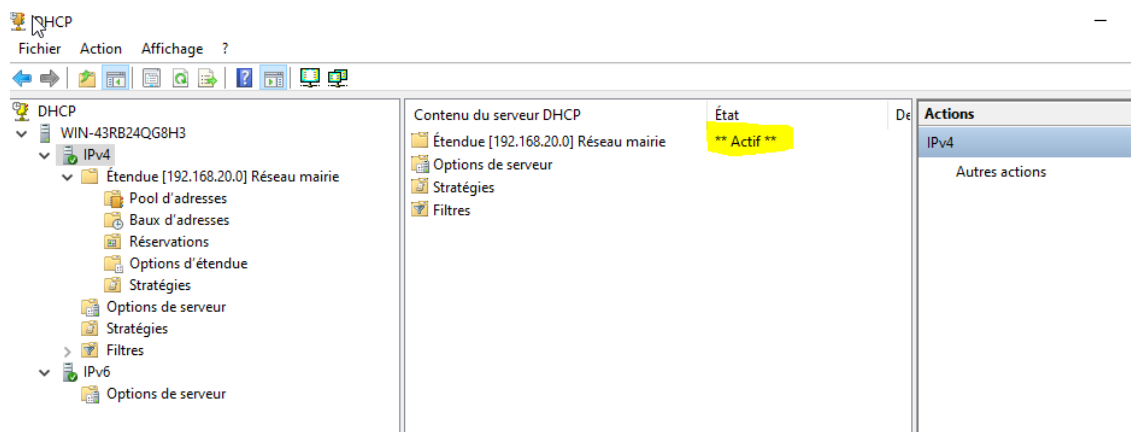 DHCP
Fichier Action Affichage ?
DHCP
WIN-43RB24QG8H3
IPv4
Étendue [192.168.20.0] Réseau mairie
Pool d'adresses
Baux d'adresses
Réservations
Options d'étendue
Stratégies
Options de serveur
Stratégies
Filtres
IPv6
Options de serveur
Contenu du serveur DHCP État De
Étendue [192.168.20.0] Réseau mairie ** Actif **
Options de serveur
Stratégies
Filtres
Actions
IPv4
Autres actions